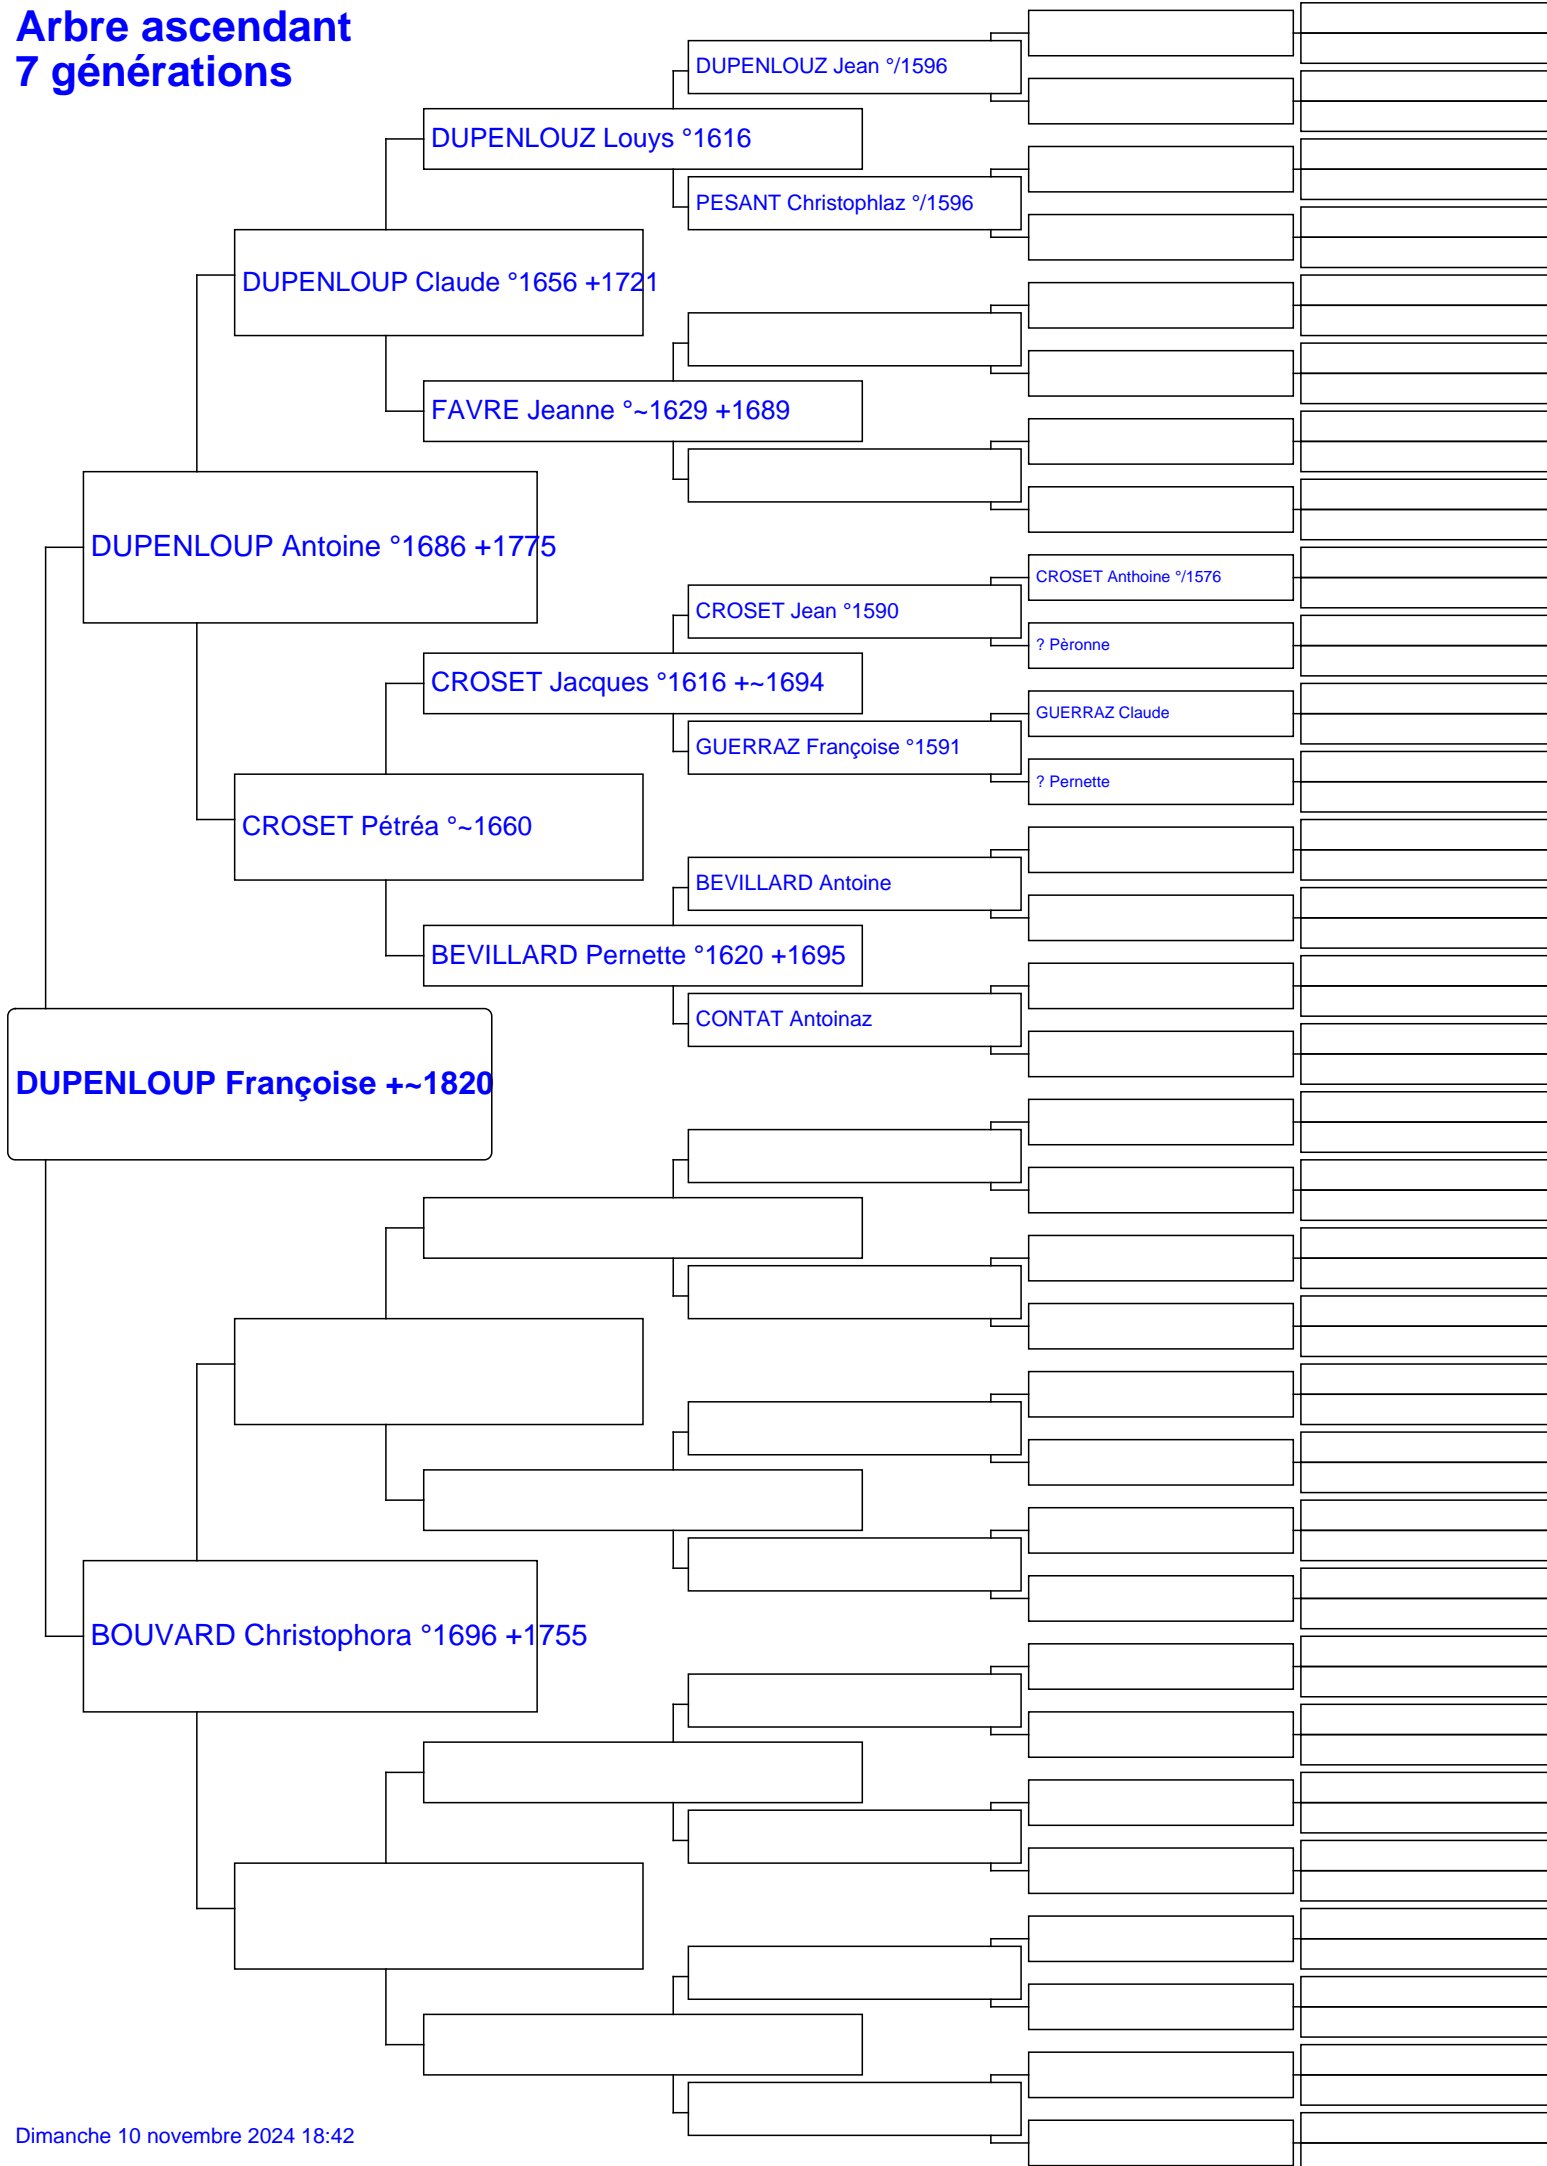 Arbre ascendant
7 générations
DUPENLOUZ Jean °/1596
DUPENLOUZ Louys °1616
PESANT Christophlaz °/1596
DUPENLOUP Claude °1656 +1721
FAVRE Jeanne °~1629 +1689
DUPENLOUP Antoine °1686 +1775
CROSET Anthoine °/1576
CROSET Jean °1590
? Pèronne
CROSET Jacques °1616 +~1694
GUERRAZ Claude
GUERRAZ Françoise °1591
? Pernette
CROSET Pétréa °~1660
BEVILLARD Antoine
BEVILLARD Pernette °1620 +1695
CONTAT Antoinaz
DUPENLOUP Françoise +~1820
BOUVARD Christophora °1696 +1755
Dimanche 10 novembre 2024 18:42